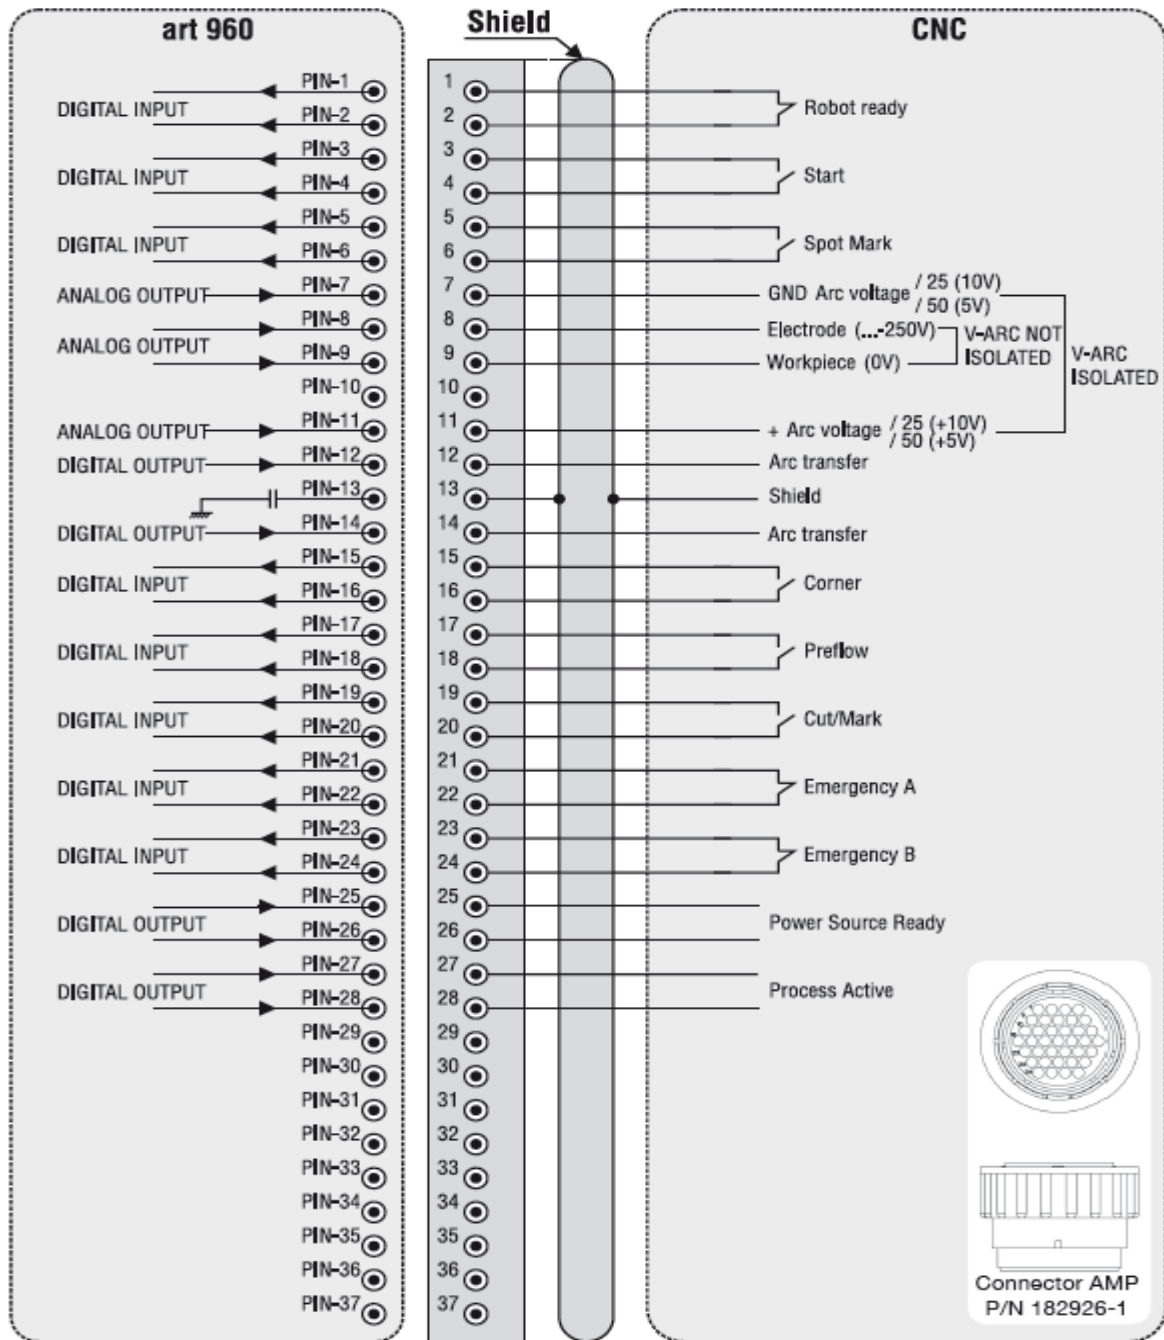 art 960
Shield
CNC
PIN-1
1
DIGITAL INPUT
Robot ready
PIN-2
2
PIN-3
3
DIGITAL INPUT
Start
PIN-4
4
PIN-5
5
DIGITAL INPUT
Spot Mark
PIN-6
6
ANALOG OUTPUT
PIN-7
7
GND Arc voltage / 25 (10V)
/ 50 (5V)
PIN-8
8
Electrode (...-250V)
ANALOG OUTPUT
V-ARC NOT
ISOLATED
PIN-9
9
Workpiece (0V)
V-ARC
ISOLATED
PIN-10
10
ANALOG OUTPUT
PIN-11
11
+ Arc voltage / 25 (+10V)
/ 50 (+5V)
DIGITAL OUTPUT
PIN-12
12
Arc transfer
PIN-13
13
Shield
DIGITAL OUTPUT
PIN-14
14
Arc transfer
PIN-15
15
DIGITAL INPUT
Corner
PIN-16
16
PIN-17
17
DIGITAL INPUT
Preflow
PIN-18
18
PIN-19
19
DIGITAL INPUT
Cut/Mark
PIN-20
20
PIN-21
21
DIGITAL INPUT
Emergency A
PIN-22
22
PIN-23
23
DIGITAL INPUT
Emergency B
PIN-24
24
PIN-25
25
DIGITAL OUTPUT
Power Source Ready
PIN-26
26
PIN-27
27
DIGITAL OUTPUT
Process Active
PIN-28
28
PIN-29
29
PIN-30
30
PIN-31
31
PIN-32
32
PIN-33
33
PIN-34
34
PIN-35
35
PIN-36
36
PIN-37
37
Connector AMP
P/N 182926-1